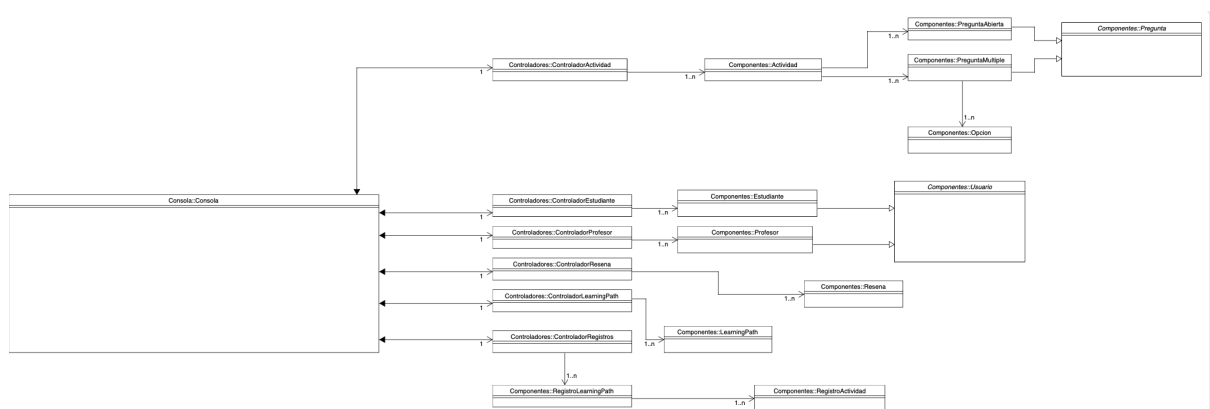 Componentes::PreguntaAbierta
1..n
Componentes::Pregunta
Controladores::ControladorActividad
1
Componentes::Actividad
1..n
Componentes::PreguntaMultiple
1..n
1..n
Componentes::Opcion
Consola::Consola
Controladores::ControladorEstudiante
1
Componentes::Estudiante
1..n
Componentes::Usuario
Controladores::ControladorProfesor
1
Componentes::Profesor
1..n
Controladores::ControladorResena
1
Componentes::Resena
1..n
Controladores::ControladorLearningPath
1
Componentes::LearningPath
1..n
Controladores::ControladorRegistros
1
1..n
Componentes::RegistroLearningPath
Componentes::RegistroActividad
1..n